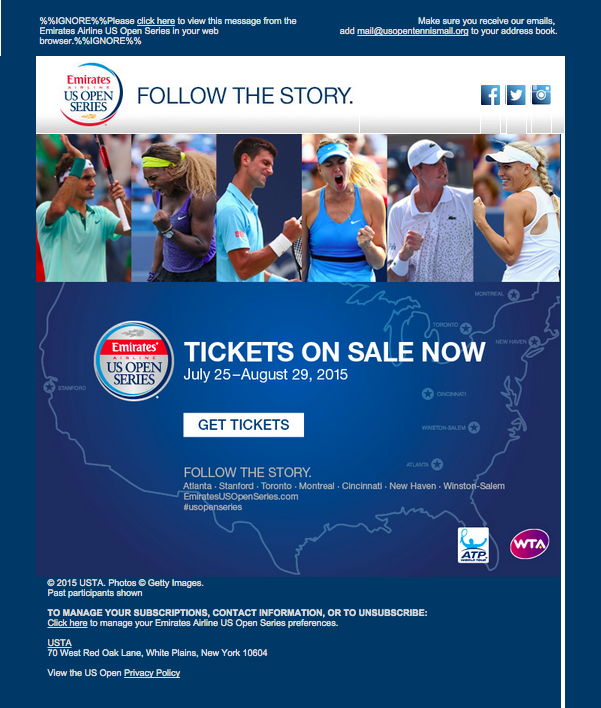 %%IGNORE%%Please click here to view this message from the
Emirates Airline US Open Series in your web
browser.%%IGNORE%%
Make sure you receive our emails,
add mail@usopentennismail.org to your address book.
Emirates
AIRLINE
US OPEN
SERIES
FOLLOW THE STORY.
MONTREAL
TORONTO
NEW HAVEN
STANFORD
CINCINNATI
WINSTON-SALEM
ATLANTA
Emirates
AIRLINE
US OPEN
SERIES
TICKETS ON SALE NOW
July 25–August 29, 2015
GET TICKETS
FOLLOW THE STORY.
Atlanta · Stanford · Toronto · Montreal · Cincinnati · New Haven · Winston-Salem
EmiratesUSOpenSeries.com
#usopenseries
ATP
WORLD TOUR
WTA
© 2015 USTA. Photos © Getty Images.
Past participants shown
TO MANAGE YOUR SUBSCRIPTIONS, CONTACT INFORMATION, OR TO UNSUBSCRIBE:
Click here to manage your Emirates Airline US Open Series preferences.
USTA
70 West Red Oak Lane, White Plains, New York 10604
View the US Open Privacy Policy